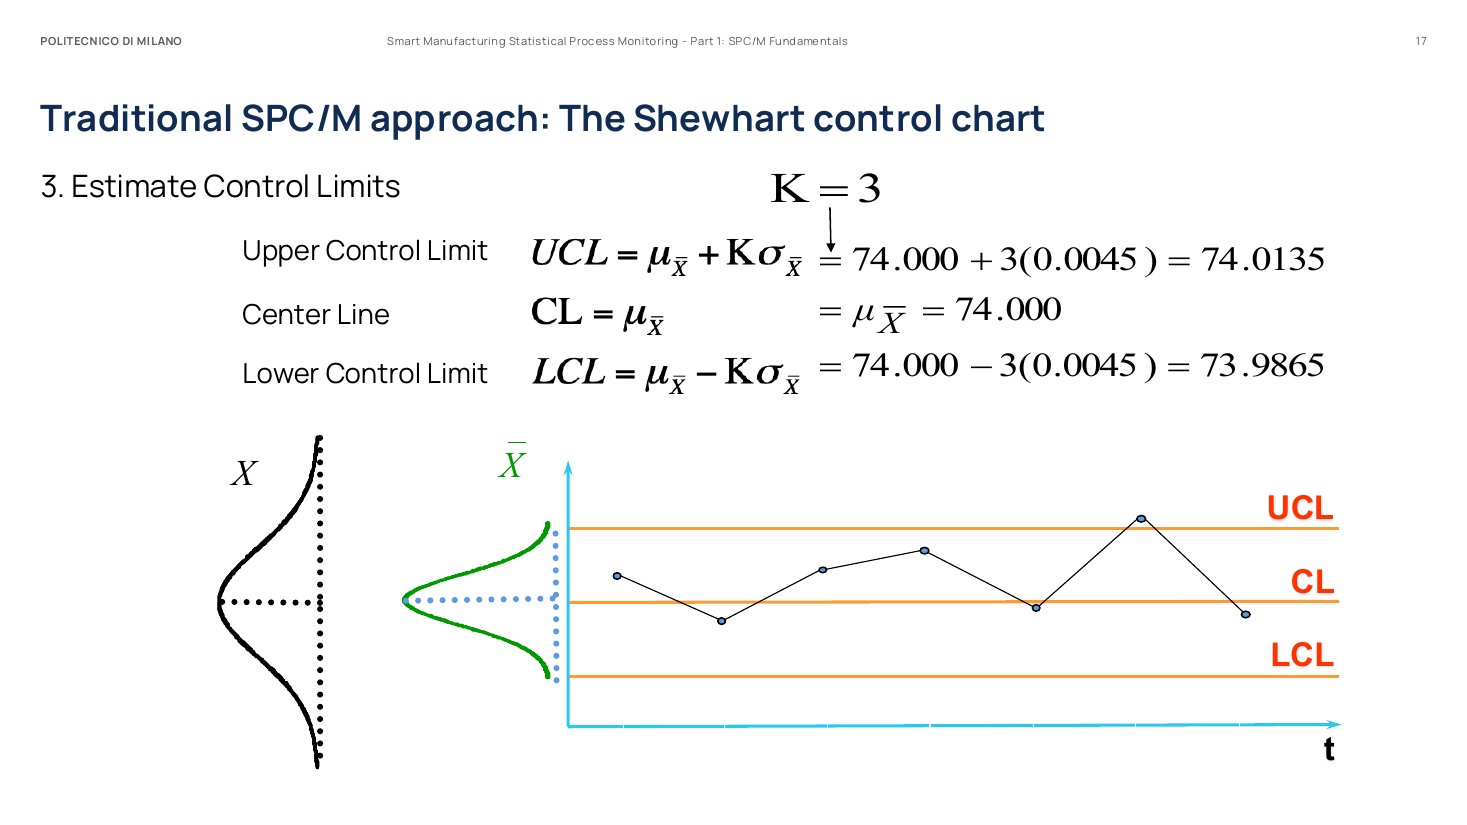 POLITECNICO DI MILANO
Smart Manufacturing Statistical Process Monitoring - Part 1: SPC/M Fundamentals
17
Traditional SPC/M approach: The Shewhart control chart
3. Estimate Control Limits
K = 3
Upper Control Limit UCL = μ_X̅ + Kσ_X̅ = 74.000 + 3(0.0045 ) = 74.0135
Center Line CL = μ_X̅ = μ_X̅ = 74.000
Lower Control Limit LCL = μ_X̅ − Kσ_X̅ = 74.000 − 3(0.0045 ) = 73.9865
X
X̅
UCL
CL
LCL
t